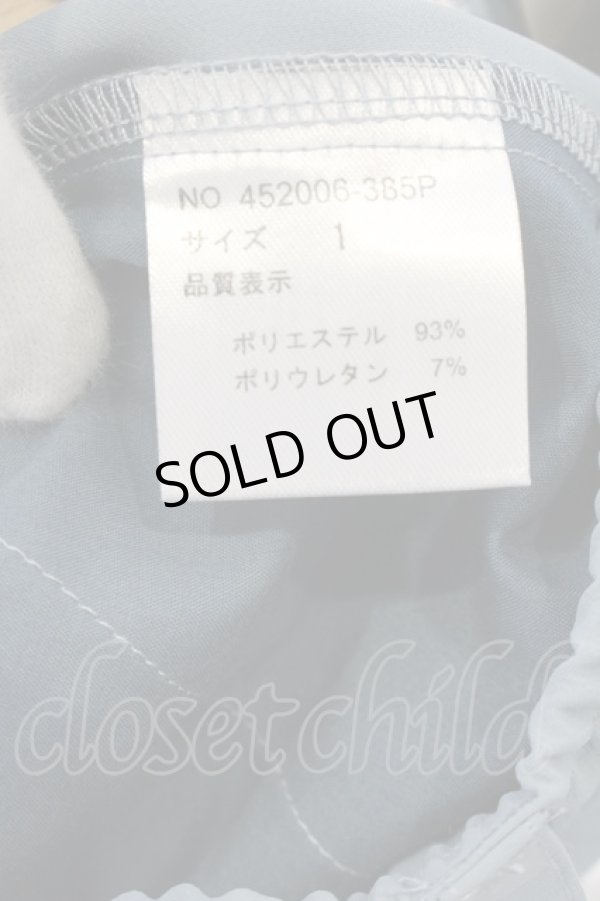 NO 452006-385P
サイズ 1
品質表示
ポリエステル 93%
ポリウレタン 7%
SOLD OUT
closet child